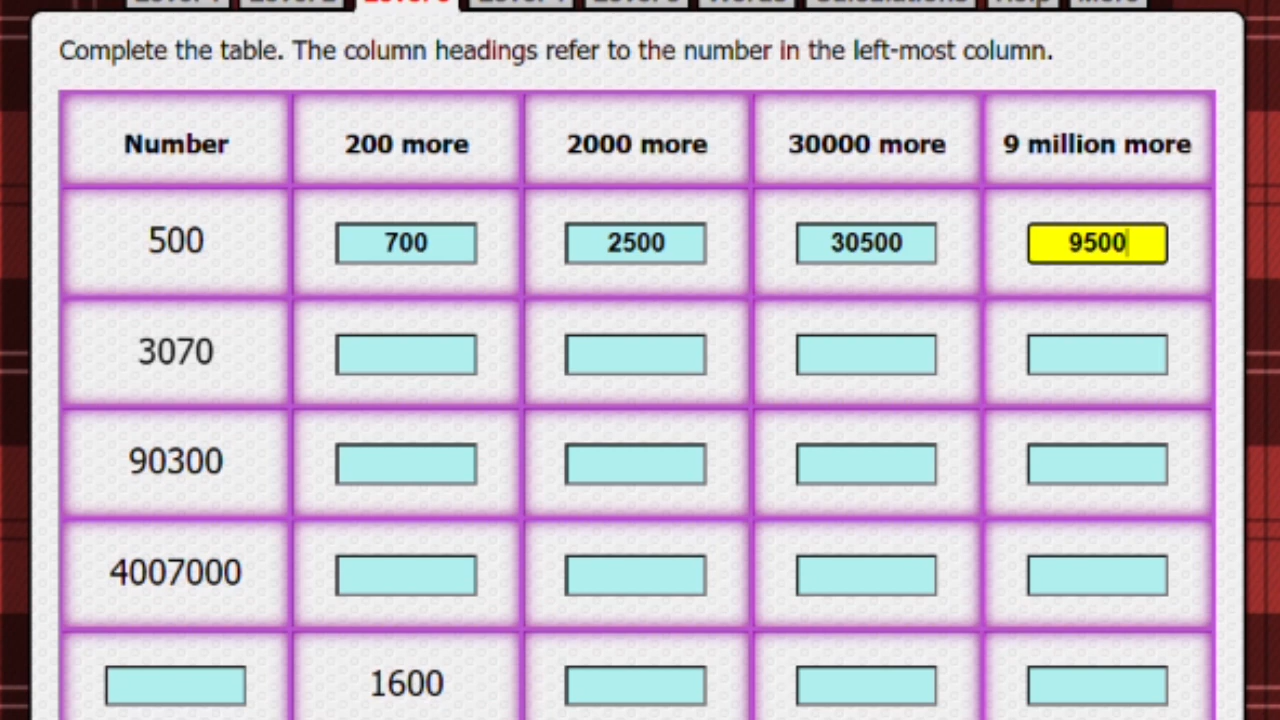 Complete the table. The column headings refer to the number in the left-most column.
Number 200 more 2000 more 30000 more 9 million more
500 700 2500 30500 9500
3070
90300
4007000
1600